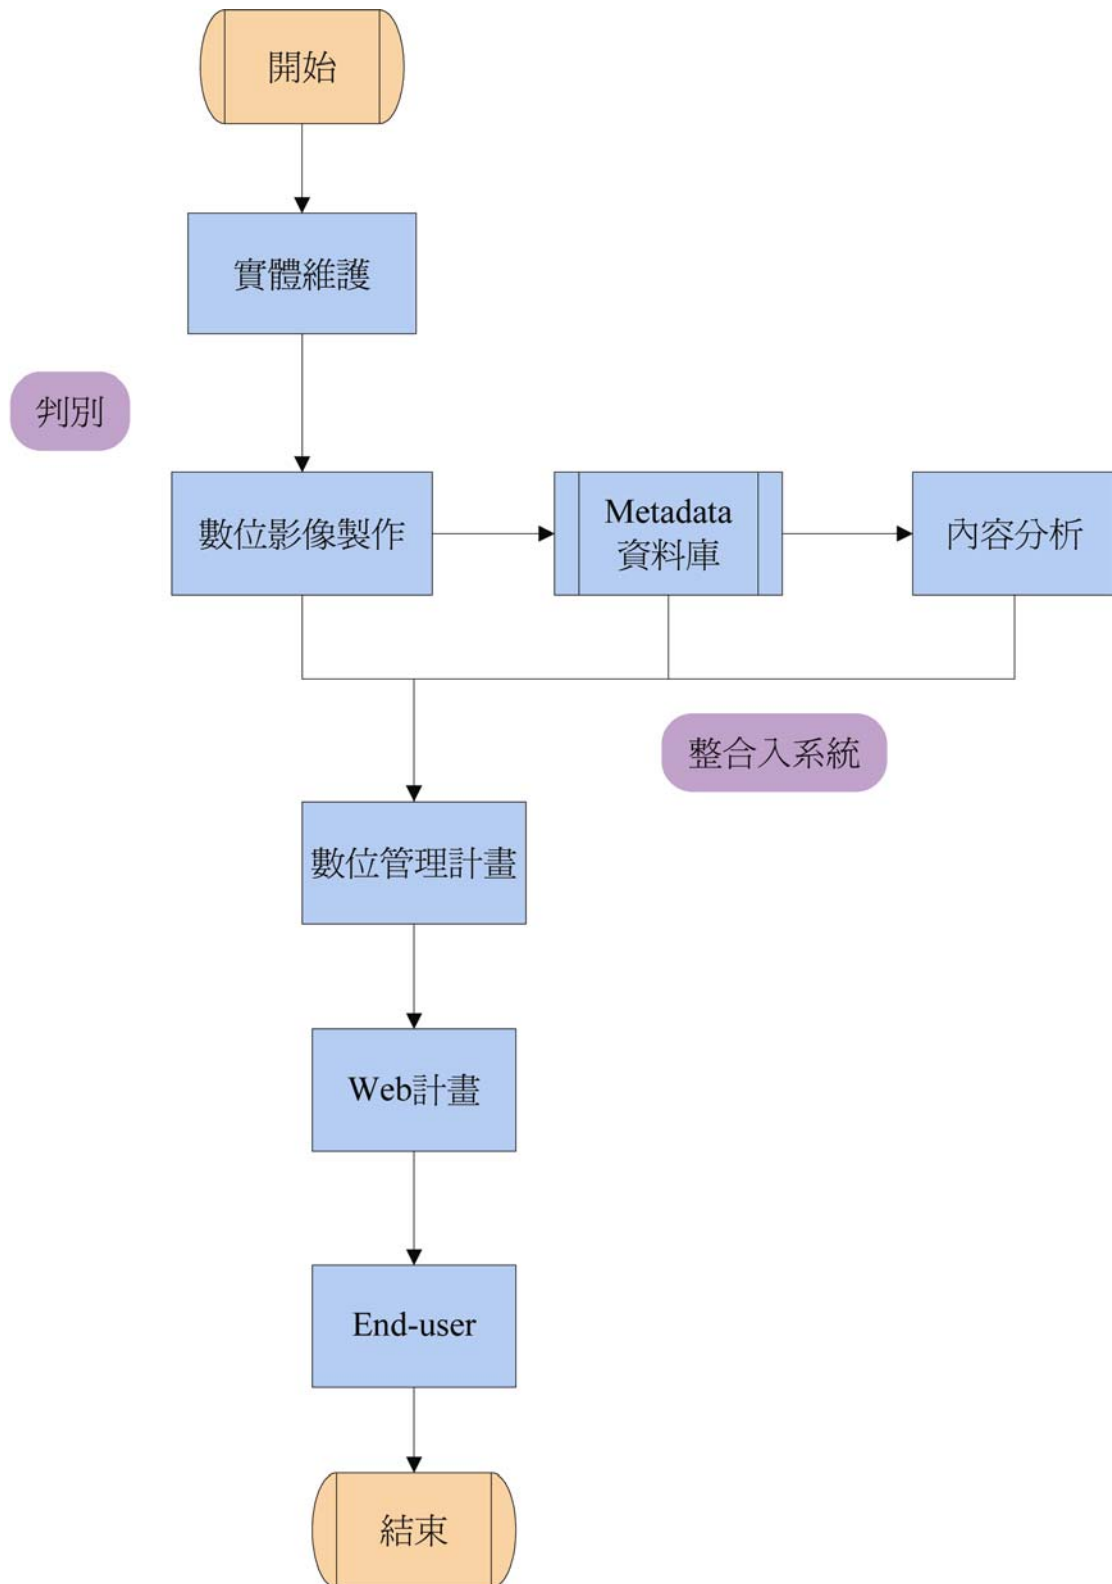 開始
實體維護
判別
數位影像製作
Metadata
資料庫
內容分析
整合入系統
數位管理計畫
Web計畫
End-user
結束